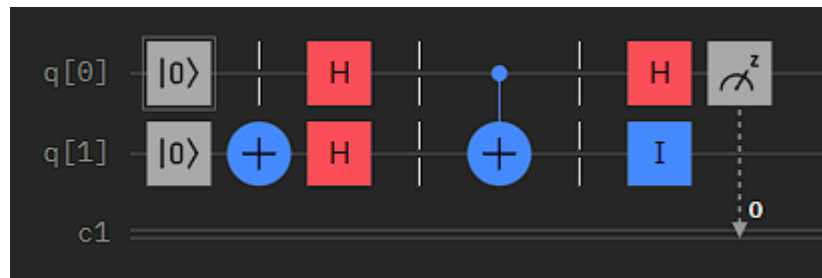 q[0] |0⟩ H H z
q[1] |0⟩ + H + I
0
c1